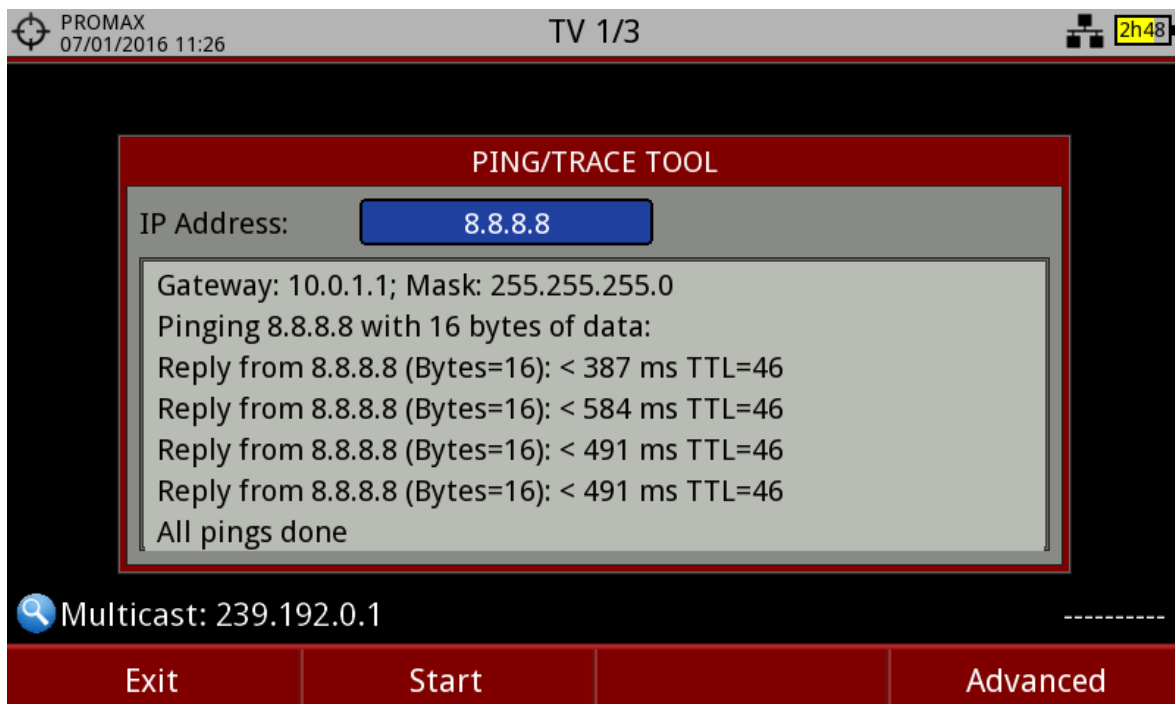 PROMAX
07/01/2016 11:26
TV 1/3
2h48
PING/TRACE TOOL
IP Address: 8.8.8.8
Gateway: 10.0.1.1; Mask: 255.255.255.0
Pinging 8.8.8.8 with 16 bytes of data:
Reply from 8.8.8.8 (Bytes=16): < 387 ms TTL=46
Reply from 8.8.8.8 (Bytes=16): < 584 ms TTL=46
Reply from 8.8.8.8 (Bytes=16): < 491 ms TTL=46
Reply from 8.8.8.8 (Bytes=16): < 491 ms TTL=46
All pings done
Multicast: 239.192.0.1 ----------
Exit Start Advanced